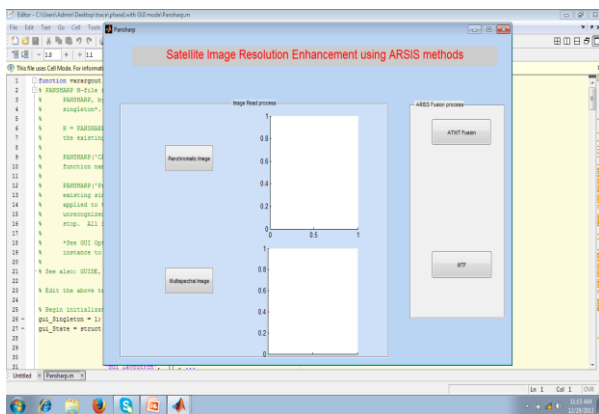 Editor - C:\Users\Admin\Desktop\trace\phase\with GUI mode\Pansharp.m
File Edit Text Go Cell Tools
Pansharp
Satellite Image Resolution Enhancement using ARSIS methods
- 1.0 + ÷ 1.1
This file uses Cell Mode. For informati
1 function varargout
2 % PANSHARP M-file
3 % PANSHARP, by
4 % singleton*.
5 %
6 % H = PANSHARP
7 % the existing
8 %
9 % PANSHARP('CA
10 % function nam
11 %
12 % PANSHARP('Pr
13 % existing sin
14 % applied to t
15 % unrecognized
16 % stop. All i
17 %
18 % *See GUI Opt
19 % instance to
20 %
21 % See also: GUIDE,
22
23 % Edit the above te
24
25 % Begin initializat
26 - gui_Singleton = 1;
27 - gui_State = struct
28
29
30
31
Image Read process
Panchromatic Image
1
0.8
0.6
0.4
0.2
0
0 0.5 1
Multispectral Image
1
0.8
0.6
0.4
0.2
0
ARSIS Fusion process
ATWT Fusion
MTF
Untitled × Pansharp.m ×
Ln 1 Col 1 OVR
11:15 AM
12/29/2013